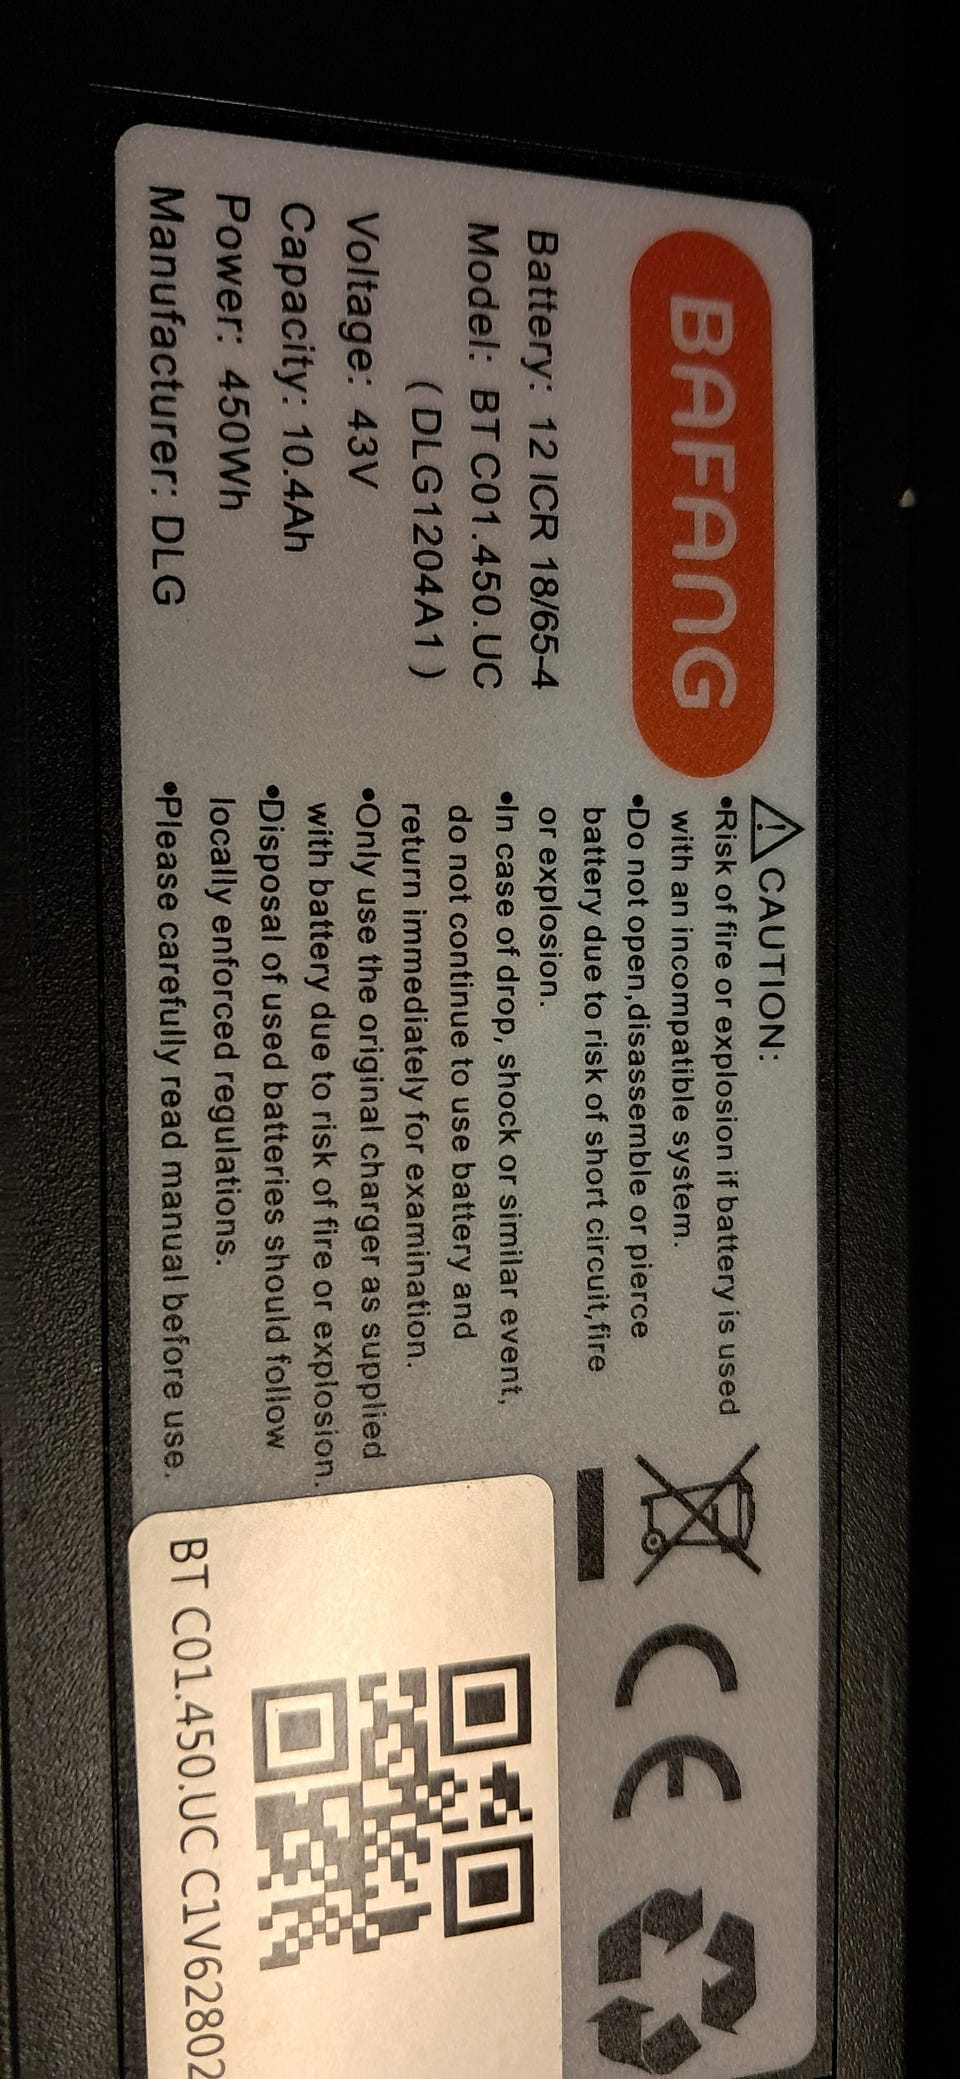 BAFANG
Battery: 12 ICR 18/65-4
Model: BT C01.450.UC
( DLG1204A1 )
Voltage: 43V
Capacity: 10.4Ah
Power: 450Wh
Manufacturer: DLG
CAUTION:
•Risk of fire or explosion if battery is used
with an incompatible system.
•Do not open,disassemble or pierce
battery due to risk of short circuit,fire
or explosion.
•In case of drop, shock or similar event,
do not continue to use battery and
return immediately for examination.
•Only use the original charger as supplied
with battery due to risk of fire or explosion.
•Disposal of used batteries should follow
locally enforced regulations.
•Please carefully read manual before use.
CE
BT C01.450.UC C1V62802